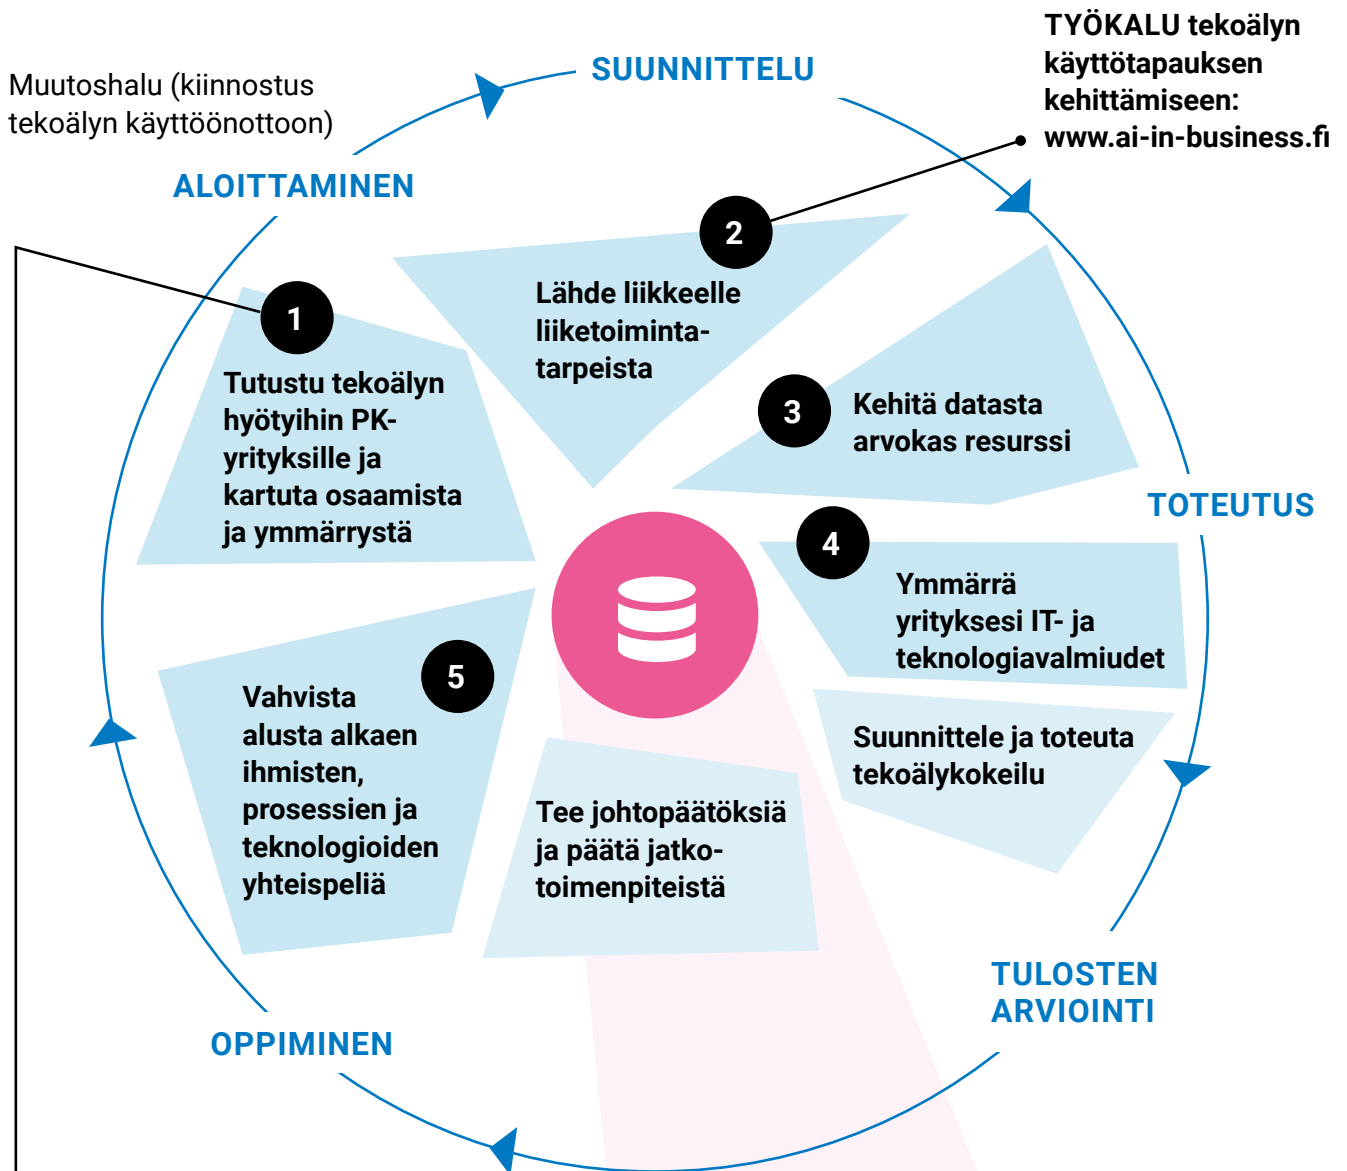 Muutoshalu (kiinnostus
tekoälyn käyttöönottoon)
SUUNNITTELU
TYÖKALU tekoälyn
käyttötapauksen
kehittämiseen:
www.ai-in-business.fi
ALOITTAMINEN
1
Tutustu tekoälyn
hyötyihin PK-
yrityksille ja
kartuta osaamista
ja ymmärrystä
2
Lähde liikkeelle
liiketoiminta-
tarpeista
3
Kehitä datasta
arvokas resurssi
TOTEUTUS
4
Ymmärrä
yrityksesi IT- ja
teknologiavalmiudet
Suunnittele ja toteuta
tekoälykokeilu
TULOSTEN
ARVIOINTI
Tee johtopäätöksiä
ja päätä jatko-
toimenpiteistä
5
Vahvista
alusta alkaen
ihmisten,
prosessien ja
teknologioiden
yhteispeliä
OPPIMINEN